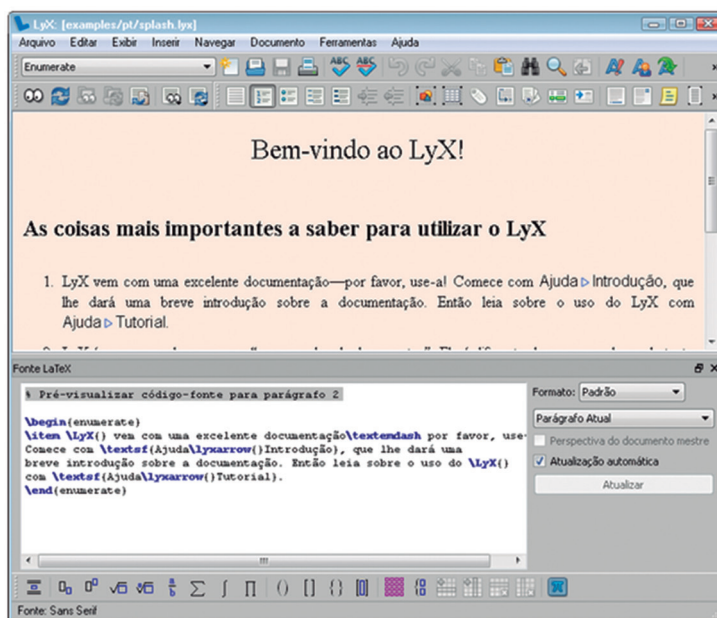 LyX: [examples/pt/splash.lyx]
Arquivo Editar Exibir Inserir Navegar Documento Ferramentas Ajuda
Enumerate
Bem-vindo ao LyX!
As coisas mais importantes a saber para utilizar o LyX
1. LyX vem com uma excelente documentação—por favor, use-a! Comece com Ajuda▷Introdução, que
lhe dará uma breve introdução sobre a documentação. Então leia sobre o uso do LyX com
Ajuda▷Tutorial.
Fonte LaTeX
% Pré-visualizar código-fonte para parágrafo 2
\begin{enumerate}
\item \LyX{} vem com uma excelente documentação\textemdash por favor, use-
Comece com \textsf{Ajuda\lyxarrow{}Introdução}, que lhe dará uma
breve introdução sobre a documentação. Então leia sobre o uso do \LyX{}
com \textsf{Ajuda\lyxarrow{}Tutorial}.
\end{enumerate}
Formato: Padrão
Parágrafo Atual
Perspectiva do documento mestre
Atualização automática
Atualizar
Fonte: Sans Serif